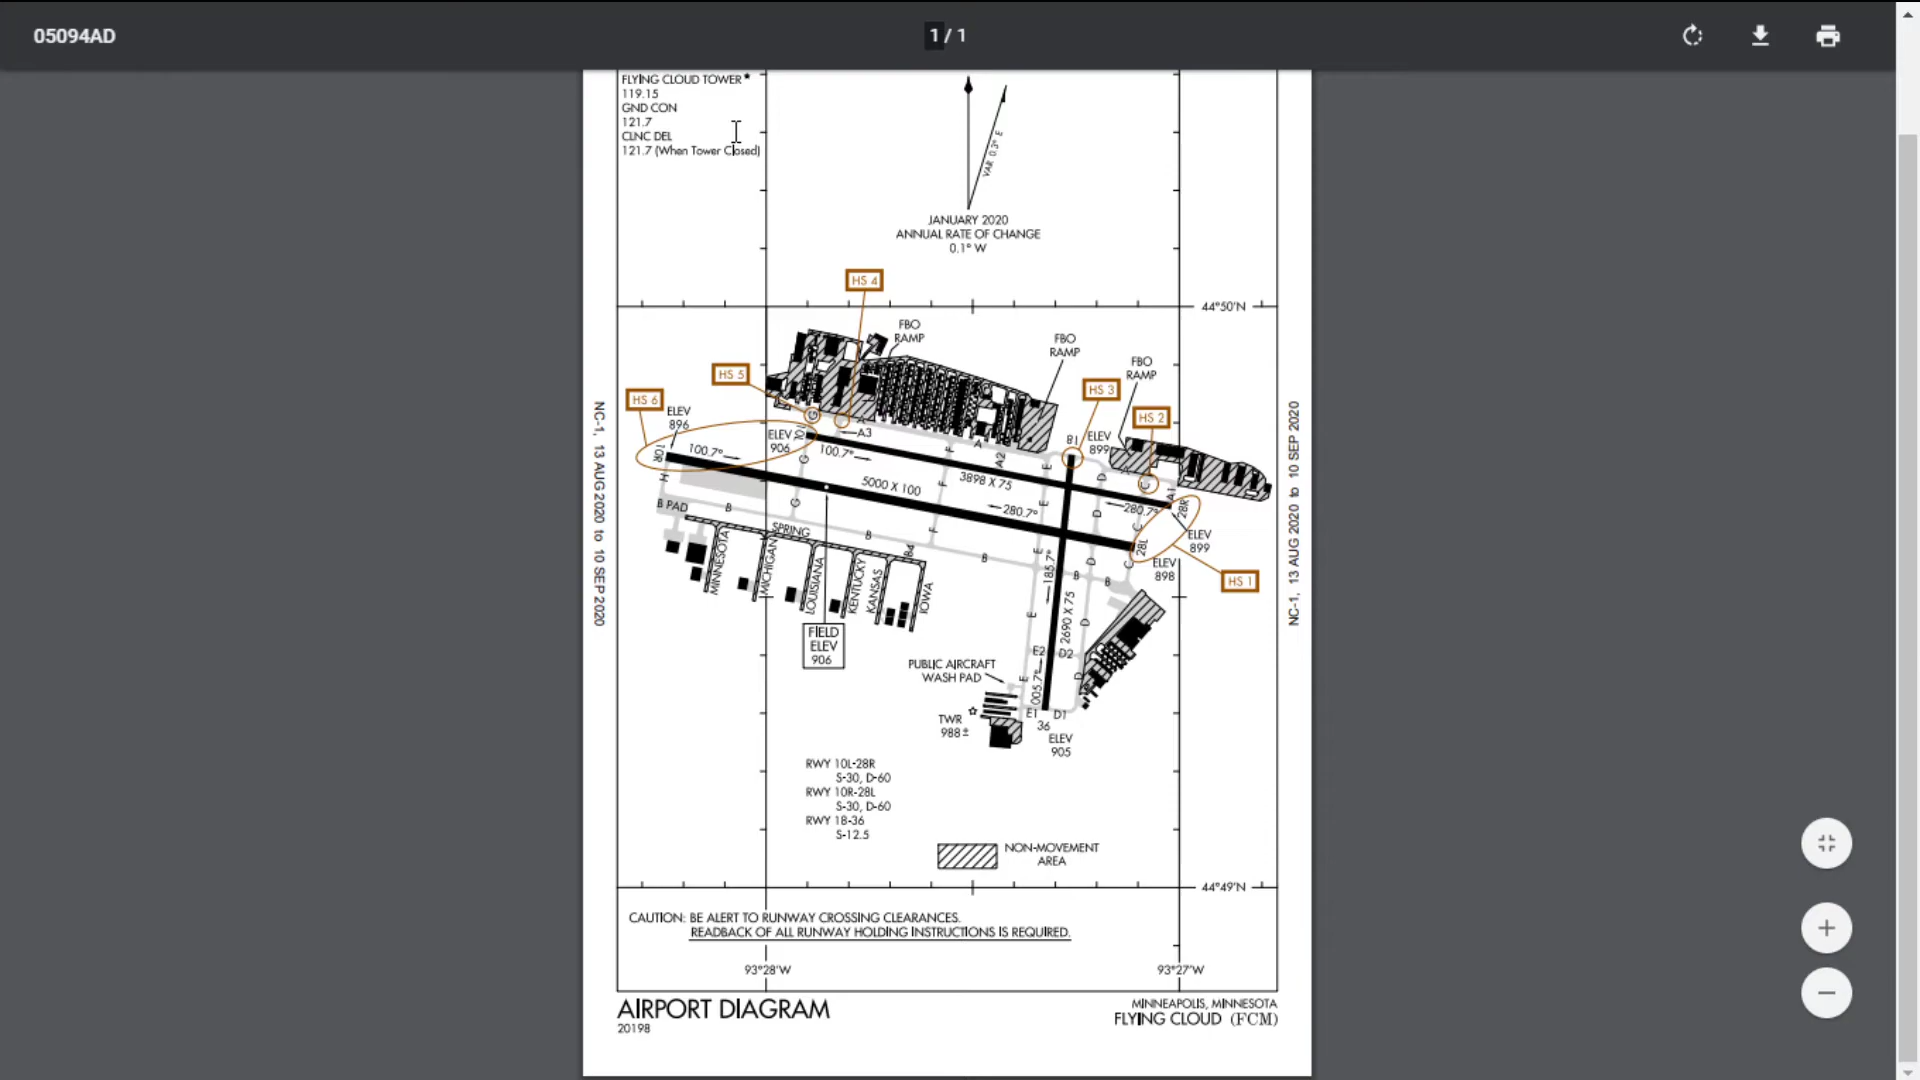 05094AD
1 / 1
FLYING CLOUD TOWER*
119.15
GND CON
121.7
CLNC DEL
121.7 (When Tower Closed)
VAR 0.3° E
JANUARY 2020
ANNUAL RATE OF CHANGE
0.1° W
HS 4
44°50'N
FBO
RAMP
FBO
RAMP
FBO
RAMP
HS 5
HS 3
HS 6
HS 2
ELEV
896
G
A
A3
B1
ELEV
899
ELEV
906
10L
10R
100.7°
100.7°
G
F
A
A2
E
D
A
C
A1
H
3898 X 75
5000 X 100
F
E
280.7°
280.7°
28R
G
D
C
B PAD
B
SPRING
B
F
B4
B
E
D
28L
C
ELEV
899
ELEV
898
B
B
HS 1
MINNESOTA
MICHIGAN
LOUISIANA
KENTUCKY
KANSAS
IOWA
185.7°
2690 X 75
E
D
FIELD
ELEV
906
E2
D2
PUBLIC AIRCRAFT
WASH PAD
E
005.7°
D
E1
D1
TWR
988±
36
ELEV
905
RWY 10L-28R
S-30, D-60
RWY 10R-28L
S-30, D-60
RWY 18-36
S-12.5
NON-MOVEMENT
AREA
44°49'N
NC-1, 13 AUG 2020 to 10 SEP 2020
NC-1, 13 AUG 2020 to 10 SEP 2020
CAUTION: BE ALERT TO RUNWAY CROSSING CLEARANCES.
READBACK OF ALL RUNWAY HOLDING INSTRUCTIONS IS REQUIRED.
93°28'W
93°27'W
AIRPORT DIAGRAM
20198
MINNEAPOLIS, MINNESOTA
FLYING CLOUD (FCM)